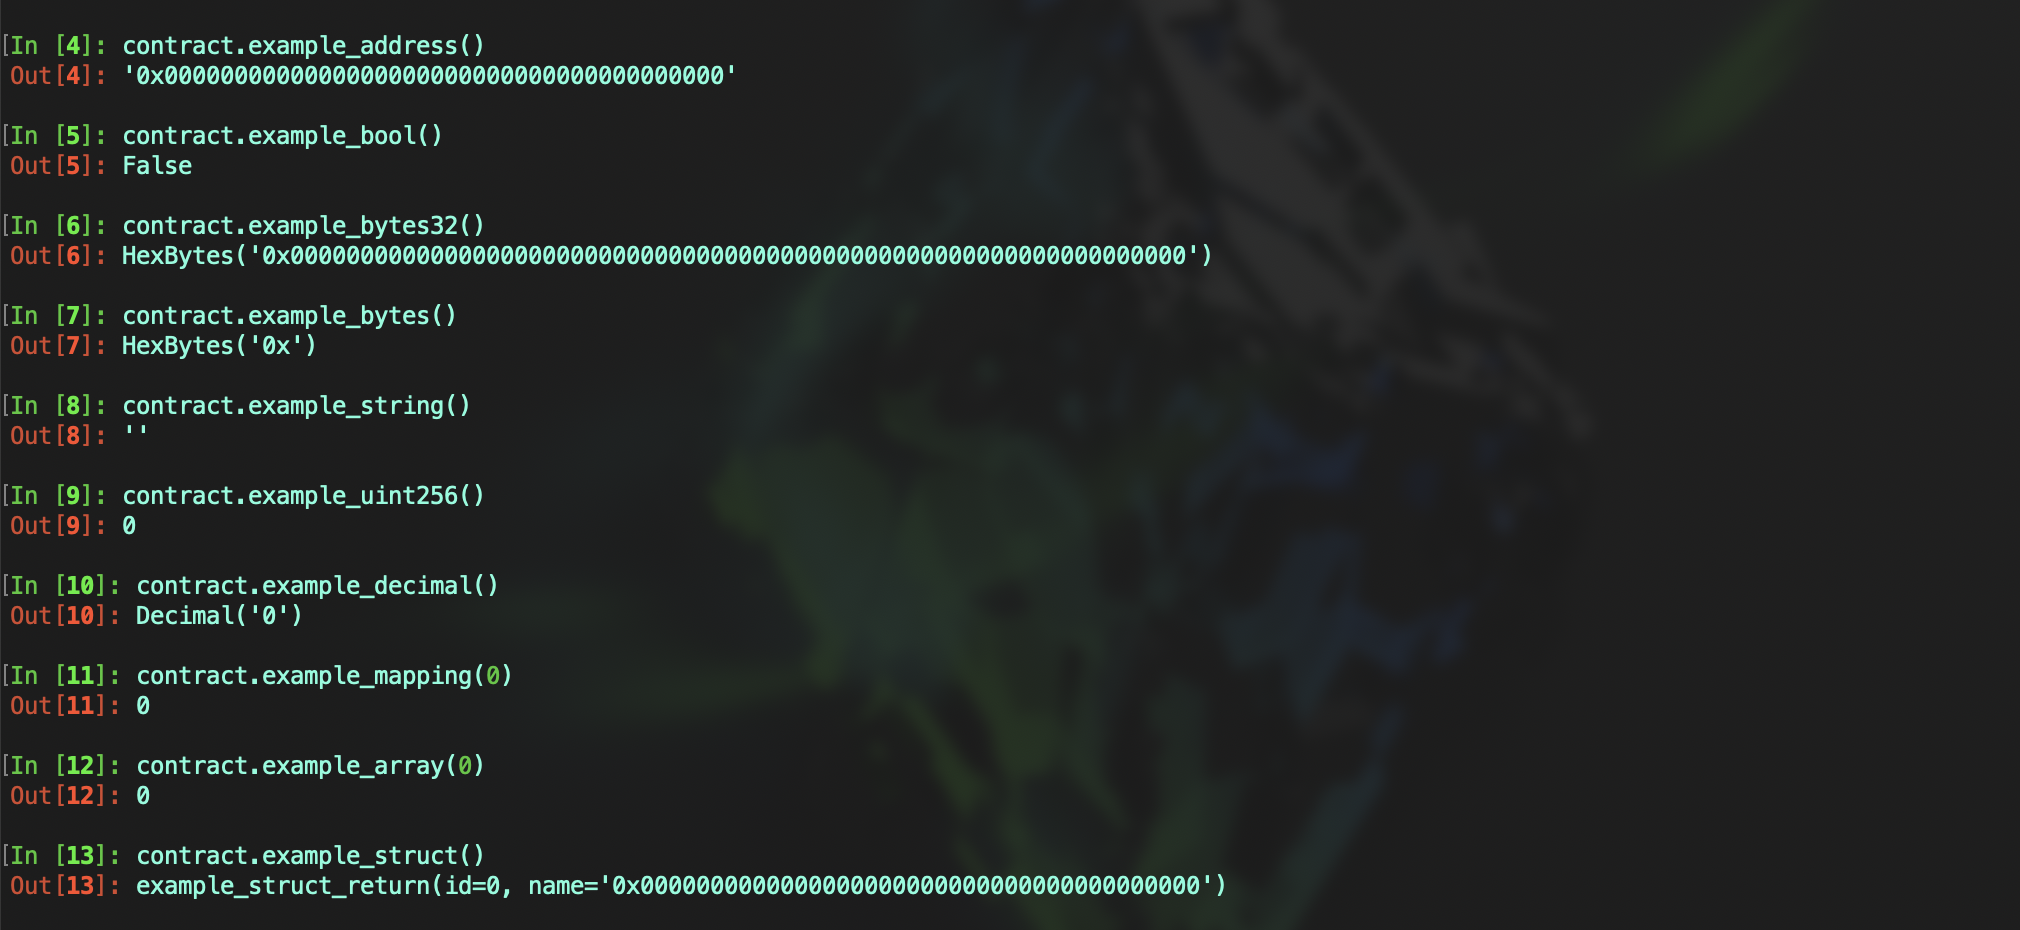 [In [4]: contract.example_address()
Out[4]: '0x0000000000000000000000000000000000000000'
[In [5]: contract.example_bool()
Out[5]: False
[In [6]: contract.example_bytes32()
Out[6]: HexBytes('0x0000000000000000000000000000000000000000000000000000000000000000')
[In [7]: contract.example_bytes()
Out[7]: HexBytes('0x')
[In [8]: contract.example_string()
Out[8]: ''
[In [9]: contract.example_uint256()
Out[9]: 0
[In [10]: contract.example_decimal()
Out[10]: Decimal('0')
[In [11]: contract.example_mapping(0)
Out[11]: 0
[In [12]: contract.example_array(0)
Out[12]: 0
[In [13]: contract.example_struct()
Out[13]: example_struct_return(id=0, name='0x0000000000000000000000000000000000000000')